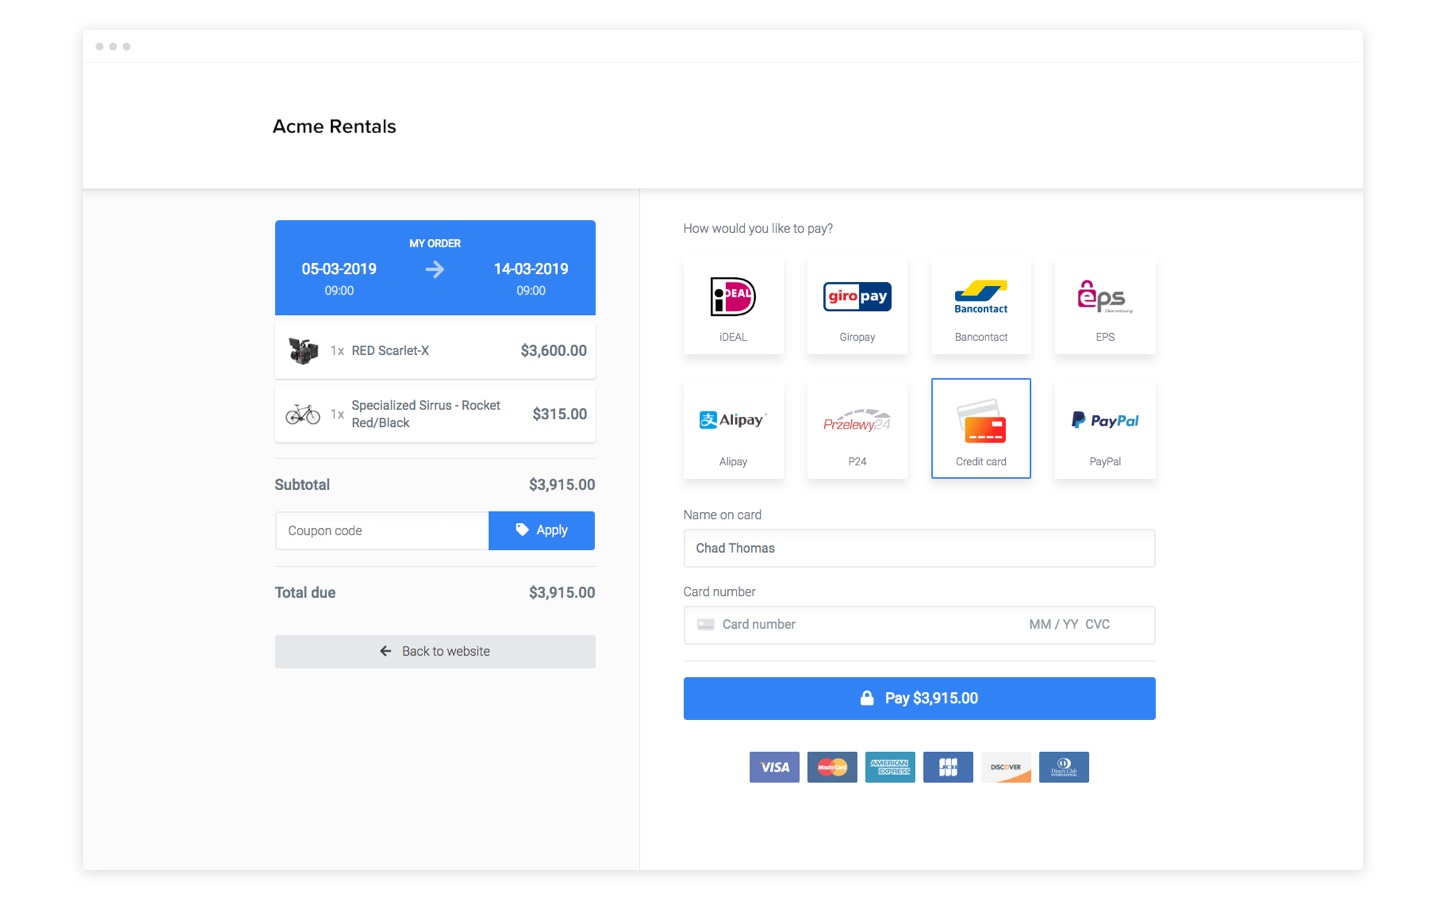 Acme Rentals
MY ORDER
05-03-2019
14-03-2019
09:00
09:00
1x RED Scarlet-X $3,600.00
1x Specialized Sirrus - Rocket
Red/Black
$315.00
Subtotal $3,915.00
Coupon code
Apply
Total due $3,915.00
Back to website
How would you like to pay?
iDEAL
iDEAL
giropay
Giropay
Bancontact
Bancontact
eps
EPS
Alipay
Alipay
Przelewy24
P24
Credit card
PayPal
PayPal
Name on card
Chad Thomas
Card number
Card number MM / YY CVC
Pay $3,915.00
VISA
MasterCard
AMERICAN
EXPRESS
JCB
DISCOVER
Diners Club
INTERNATIONAL